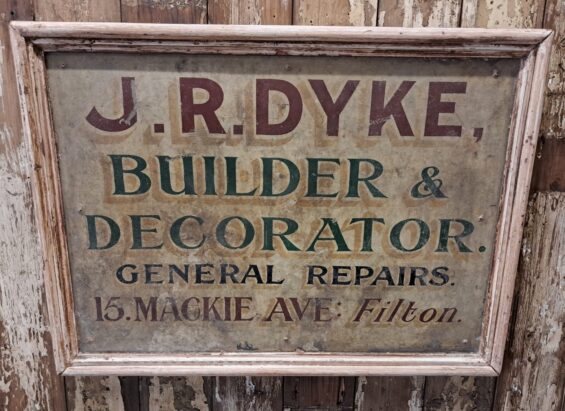 J.R.DYKE,
BUILDER &
DECORATOR.
GENERAL REPAIRS.
15.MACKIE AVE: Filton.